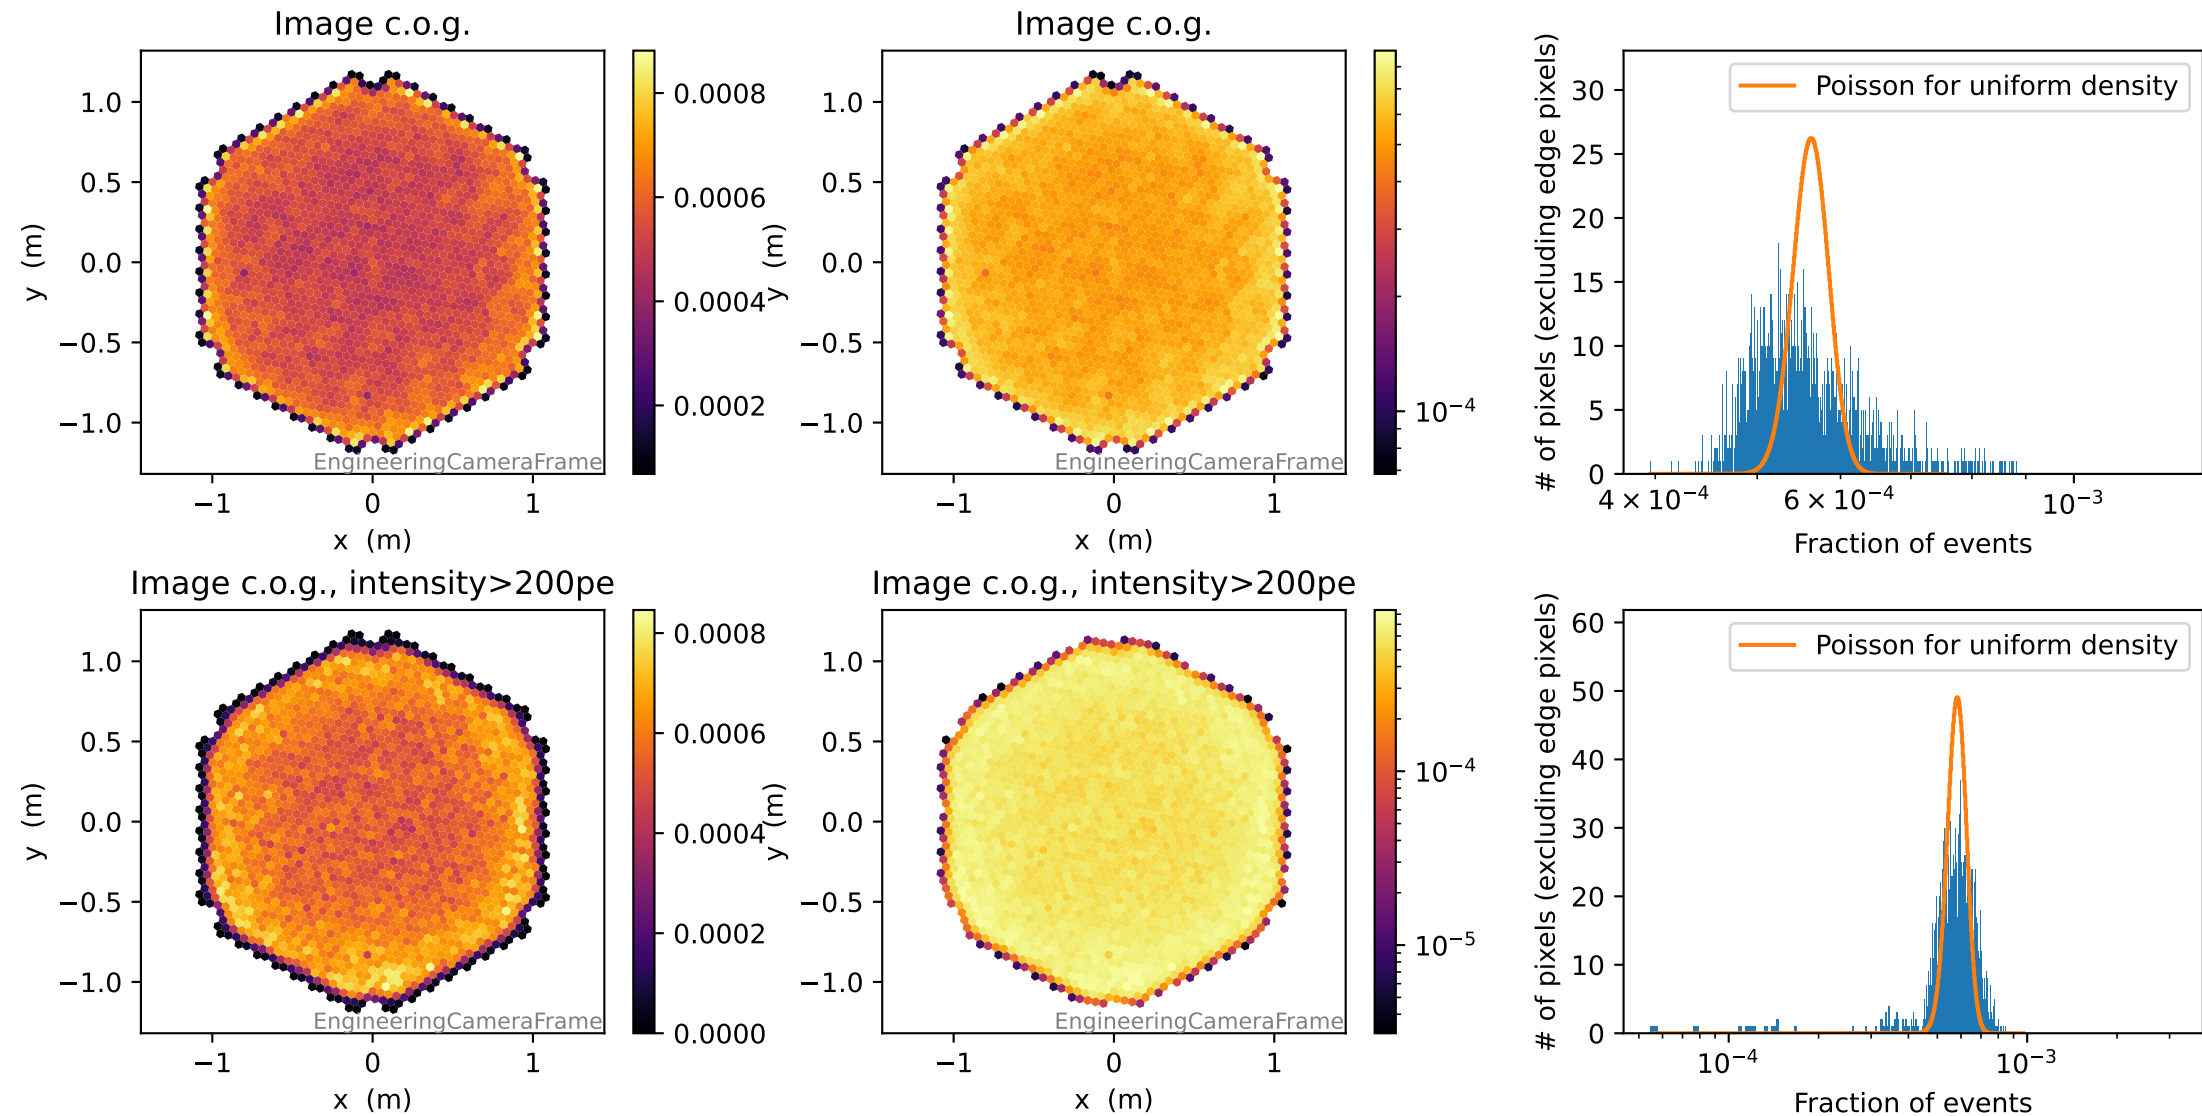 Image c.o.g.
1.0
0.5
0.0
−0.5
−1.0
y (m)
EngineeringCameraFrame
−1
0
1
x (m)
0.0008
0.0006
0.0004
0.0002
Image c.o.g.
1.0
0.5
0.0
−0.5
−1.0
y (m)
EngineeringCameraFrame
−1
0
1
x (m)
10⁻⁴
# of pixels (excluding edge pixels)
30
25
20
15
10
5
0
Poisson for uniform density
4 × 10⁻⁴
6 × 10⁻⁴
10⁻³
Fraction of events
Image c.o.g., intensity>200pe
1.0
0.5
0.0
−0.5
−1.0
y (m)
EngineeringCameraFrame
−1
0
1
x (m)
0.0008
0.0006
0.0004
0.0002
0.0000
Image c.o.g., intensity>200pe
1.0
0.5
0.0
−0.5
−1.0
y (m)
EngineeringCameraFrame
−1
0
1
x (m)
10⁻⁴
10⁻⁵
# of pixels (excluding edge pixels)
60
50
40
30
20
10
0
Poisson for uniform density
10⁻⁴
10⁻³
Fraction of events